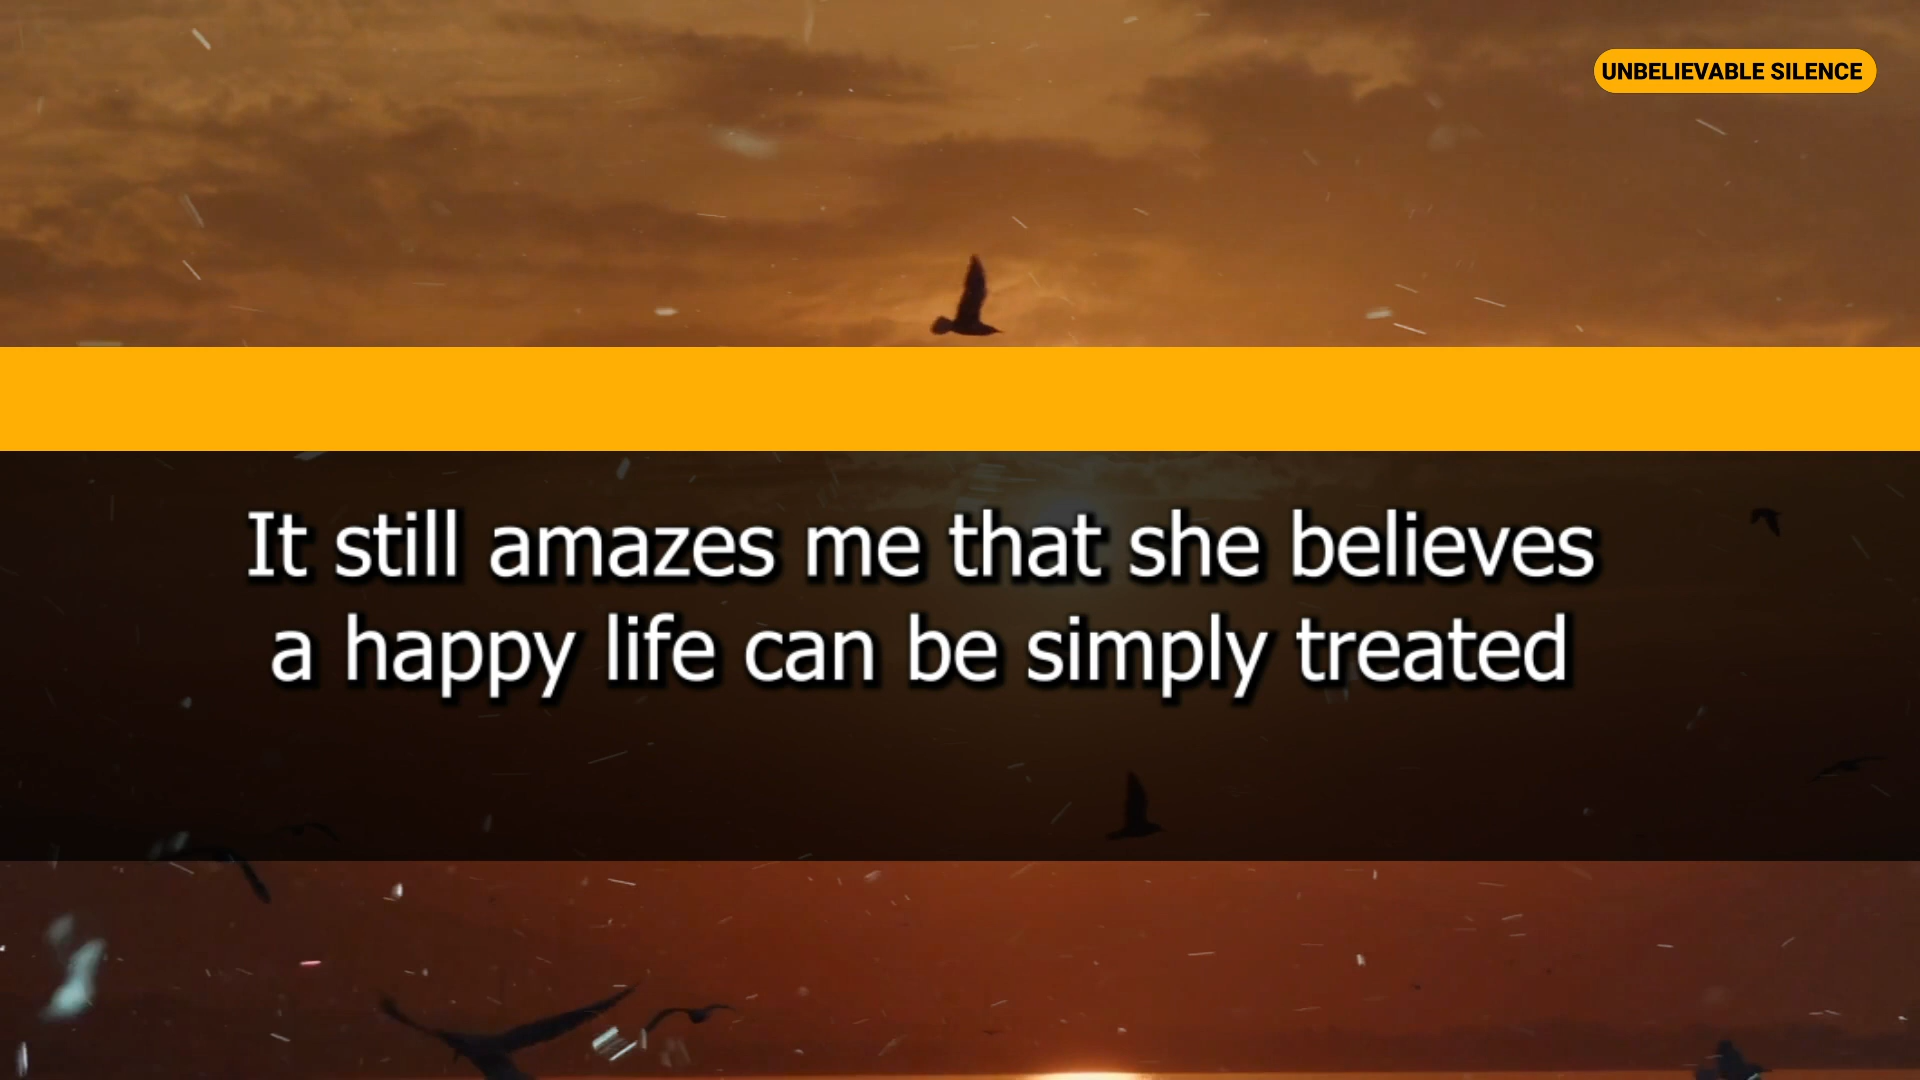 UNBELIEVABLE SILENCE
It still amazes me that she believes
a happy life can be simply treated